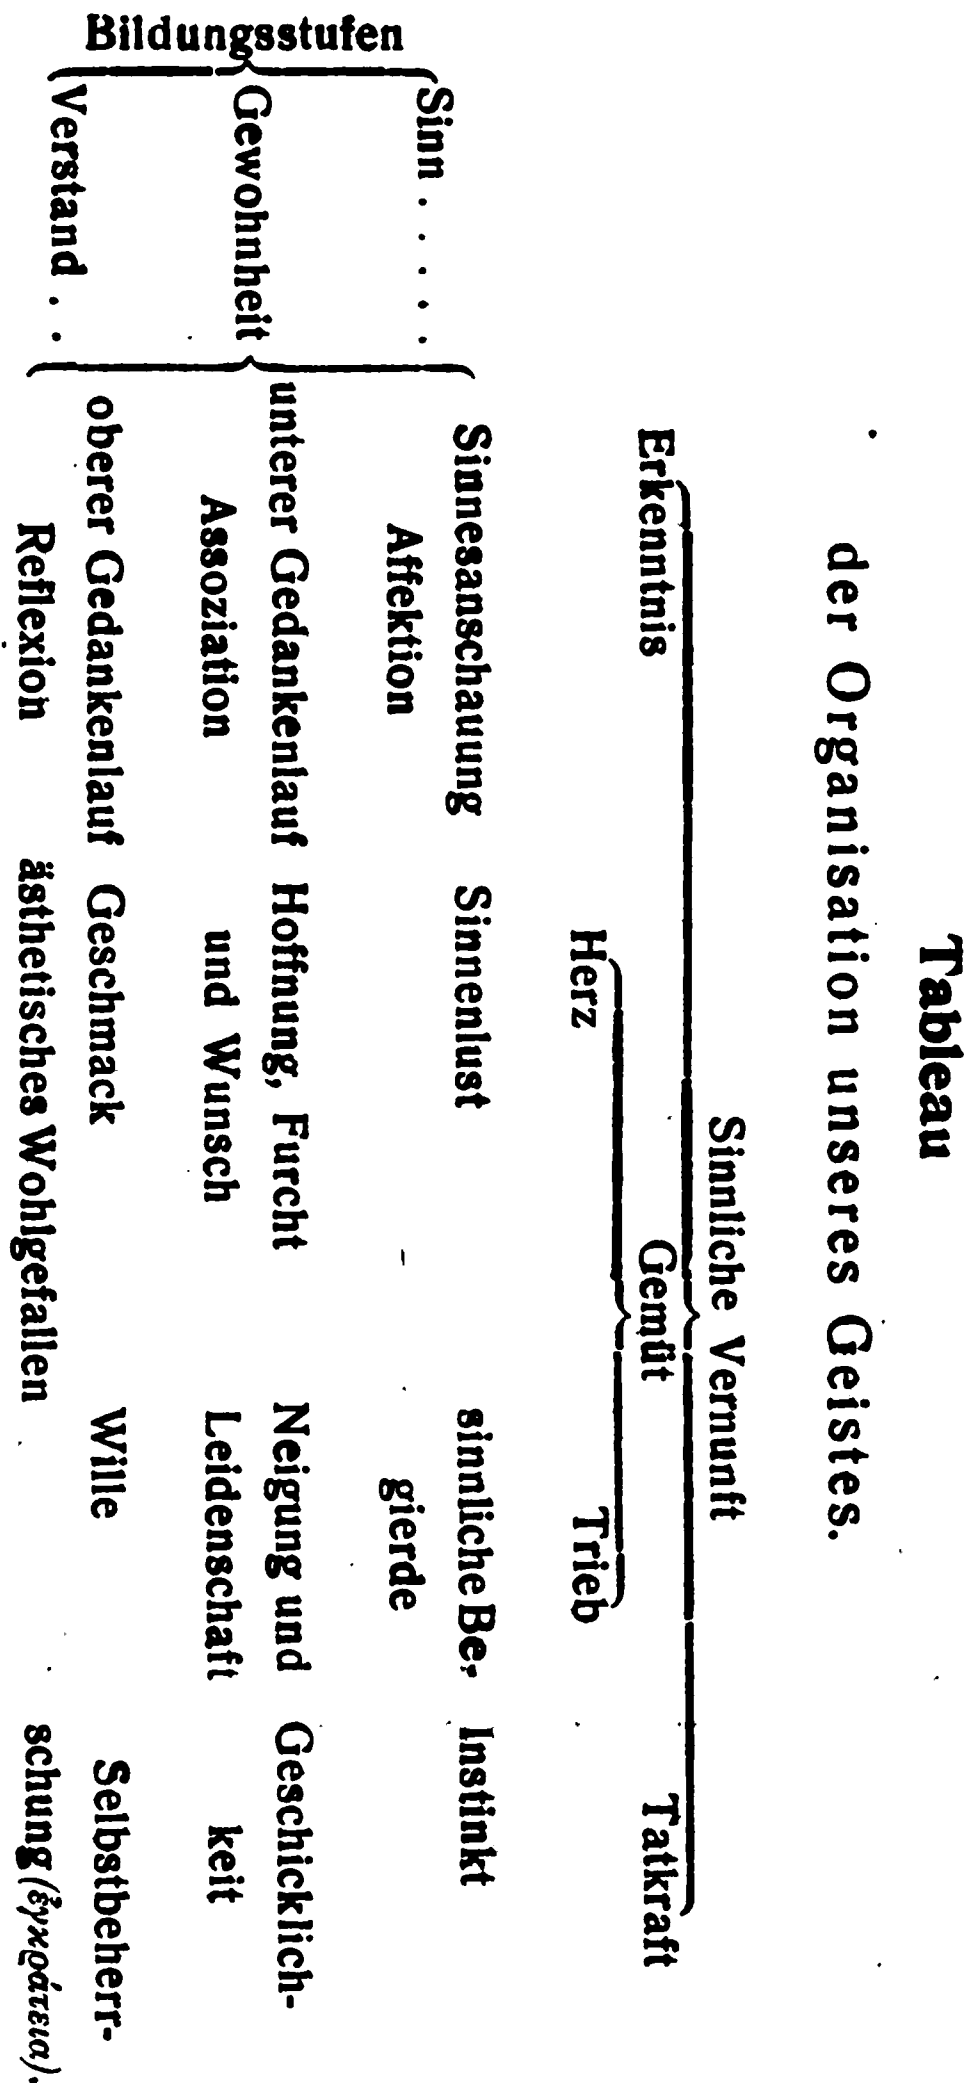 Tableau
der Organisation unseres Geistes.
Sinnliche Vernunft
Erkenntnis Gemüt Tatkraft
Herz Trieb
Bildungsstufen
Sinn . . . . . Sinnesanschauung Sinnenlust sinnliche Be- Instinkt
Affektion gierde
Gewohnheit unterer Gedankenlauf Hoffnung, Furcht Neigung und Geschicklich-
Assoziation und Wunsch Leidenschaft keit
Verstand . . oberer Gedankenlauf Geschmack Wille Selbstbeherr-
Reflexion ästhetisches Wohlgefallen schung (ἐγκράτεια).